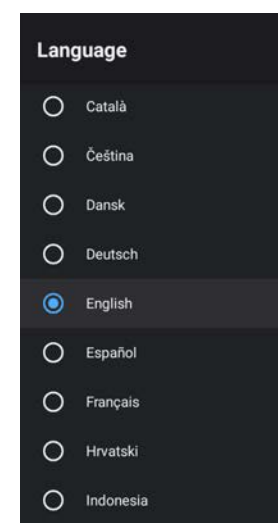 Language
Català
Čeština
Dansk
Deutsch
English
Español
Français
Hrvatski
Indonesia